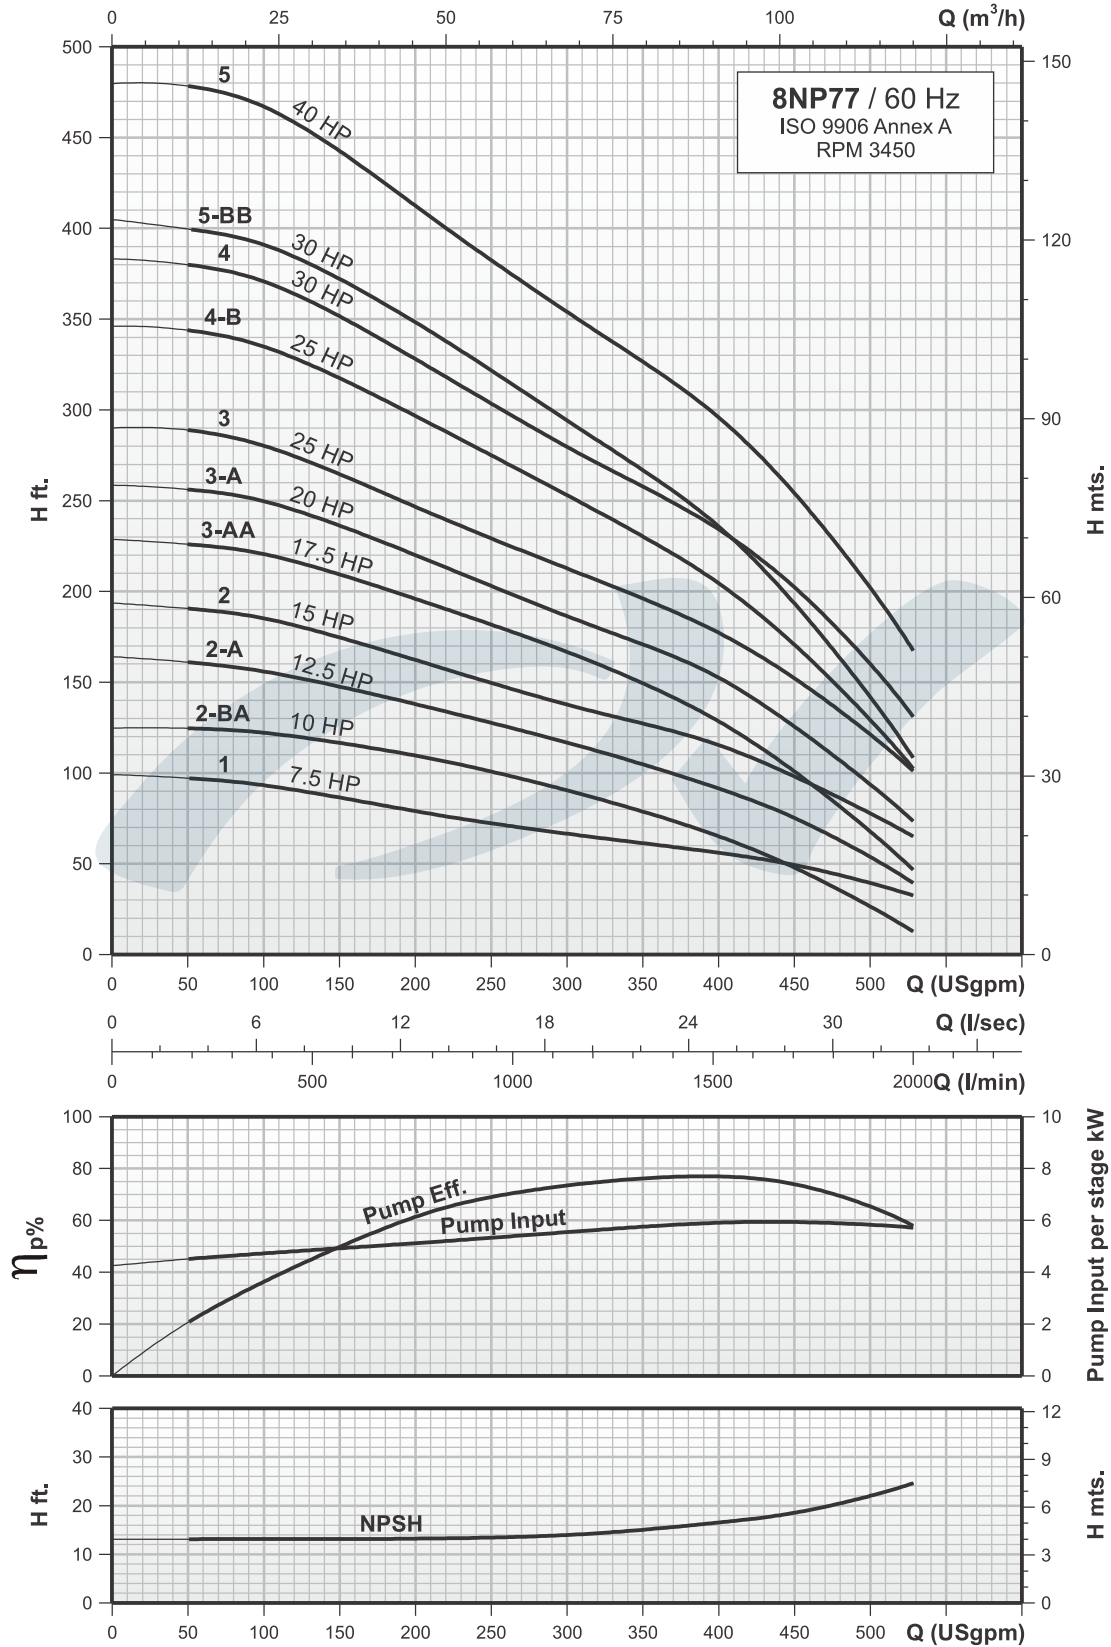 0 25 50 75 100 Q (m³/h)
500 150
8NP77 / 60 Hz
ISO 9906 Annex A
RPM 3450
5
40 HP
450
5-BB
30 HP
400 120
4
30 HP
350
4-B
25 HP
300 90
3
25 HP
3-A
20 HP
250
H ft.
H mts.
3-AA
17.5 HP
200 60
2
15 HP
2-A
12.5 HP
150
2-BA
10 HP
100 30
1
7.5 HP
50
0 0
0 50 100 150 200 250 300 350 400 450 500 Q (USgpm)
0 6 12 18 24 30 Q (l/sec)
0 500 1000 1500 2000 Q (l/min)
100 10
80 8
Pump Eff.
60 6
Pump Input
ηp%
Pump Input per stage kW
40 4
20 2
0 0
40 12
30 9
20 6
H ft.
H mts.
NPSH
10 3
0 0
0 50 100 150 200 250 300 350 400 450 500 Q (USgpm)